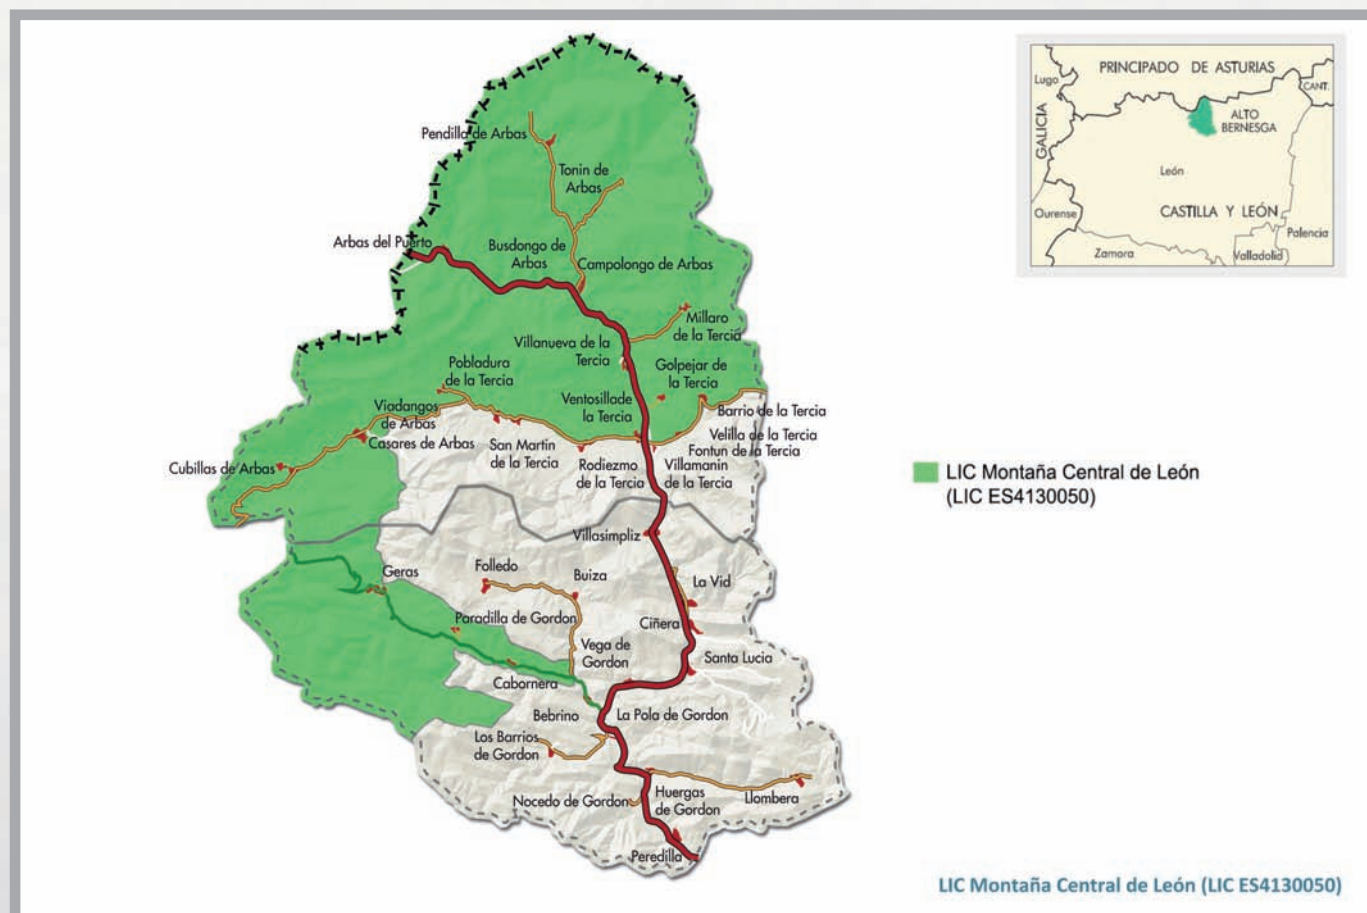 PRINCIPADO DE ASTURIAS
Lugo
CANT.
GALICIA
ALTO
BERNESGA
León
Ourense
CASTILLA Y LEÓN
Palencia
Zamora
Valladolid
Pendilla de Arbas
Tonin de
Arbas
Arbas del Puerto
Busdongo de
Arbas
Campolongo de Arbas
Millaro
de la Tercia
Villanueva de la
Tercia
Pobladura
de la Tercia
Golpejar de
la Tercia
Ventosillade
la Tercia
Viadangos
de Arbas
Barrio de la Tercia
Casares de Arbas
San Martin
de la Tercia
Velilla de la Tercia
Fontun de la Tercia
Cubillas de Arbas
Rodiezmo
de la Tercia
Villamanin
de la Tercia
LIC Montaña Central de León
(LIC ES4130050)
Villasimpliz
Geras
Folledo
Buiza
La Vid
Paradilla de Gordon
Ciñera
Vega de
Gordon
Santa Lucia
Cabornera
Bebrino
La Pola de Gordon
Los Barrios
de Gordon
Nocedo de Gordon
Huergas
de Gordon
Llombera
Peredilla
LIC Montaña Central de León (LIC ES4130050)